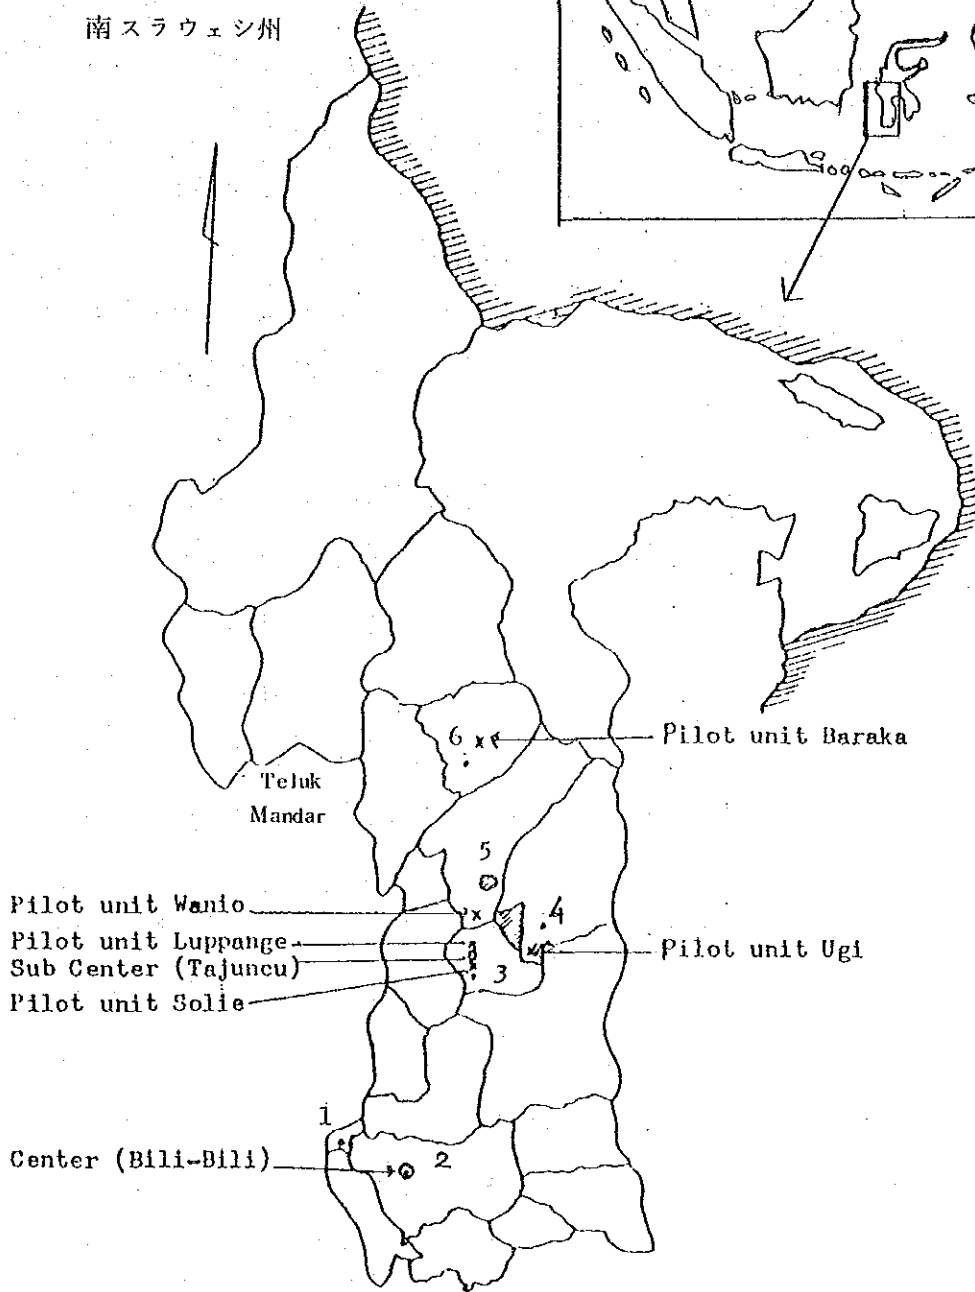 南スラウェシ州
6
Pilot unit Baraka
Teluk
Mandar
5
4
Pilot unit Wanio
Pilot unit Luppange
Sub Center (Tajuncu)
Pilot unit Solie
3
Pilot unit Ugi
1
Center (Bili-Bili)
2